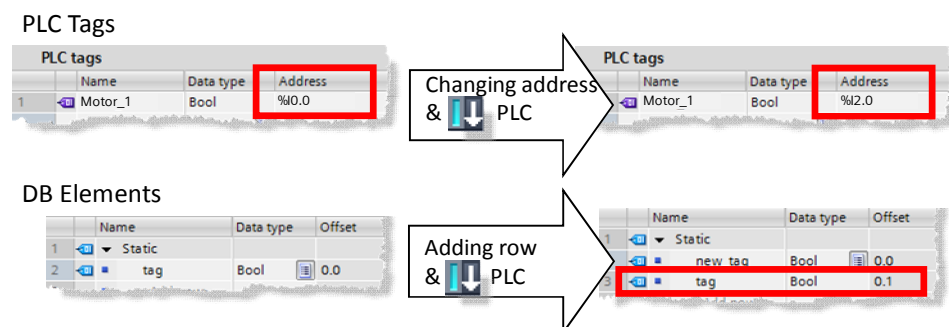 PLC Tags
PLC tags
Name Data type Address
1 Motor_1 Bool %I0.0
Changing address
& PLC
PLC tags
Name Data type Address
Motor_1 Bool %I2.0
DB Elements
Name Data type Offset
1 Static
2 tag Bool 0.0
Adding row
& PLC
Name Data type Offset
1 Static
new_tag Bool 0.0
3 tag Bool 0.1